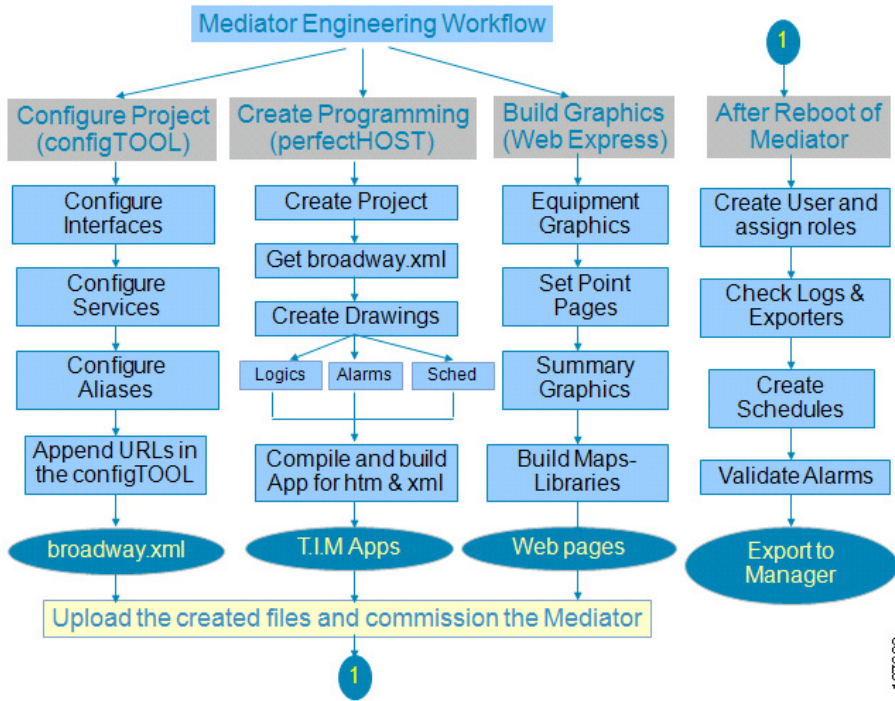 Mediator Engineering Workflow
1
Configure Project
(configTOOL)
Create Programming
(perfectHOST)
Build Graphics
(Web Express)
After Reboot of
Mediator
Configure
Interfaces
Configure
Services
Configure
Aliases
Append URLs in
the configTOOL
broadway.xml
Create Project
Get broadway.xml
Create Drawings
Logics
Alarms
Sched
Compile and build
App for htm & xml
T.I.M Apps
Equipment
Graphics
Set Point
Pages
Summary
Graphics
Build Maps-
Libraries
Web pages
Create User and
assign roles
Check Logs &
Exporters
Create
Schedules
Validate Alarms
Export to
Manager
Upload the created files and commission the Mediator
1